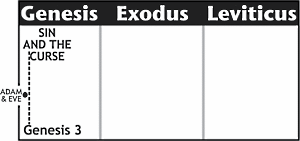 Genesis Exodus Leviticus
SIN
AND THE
CURSE
ADAM
& EVE
Genesis 3